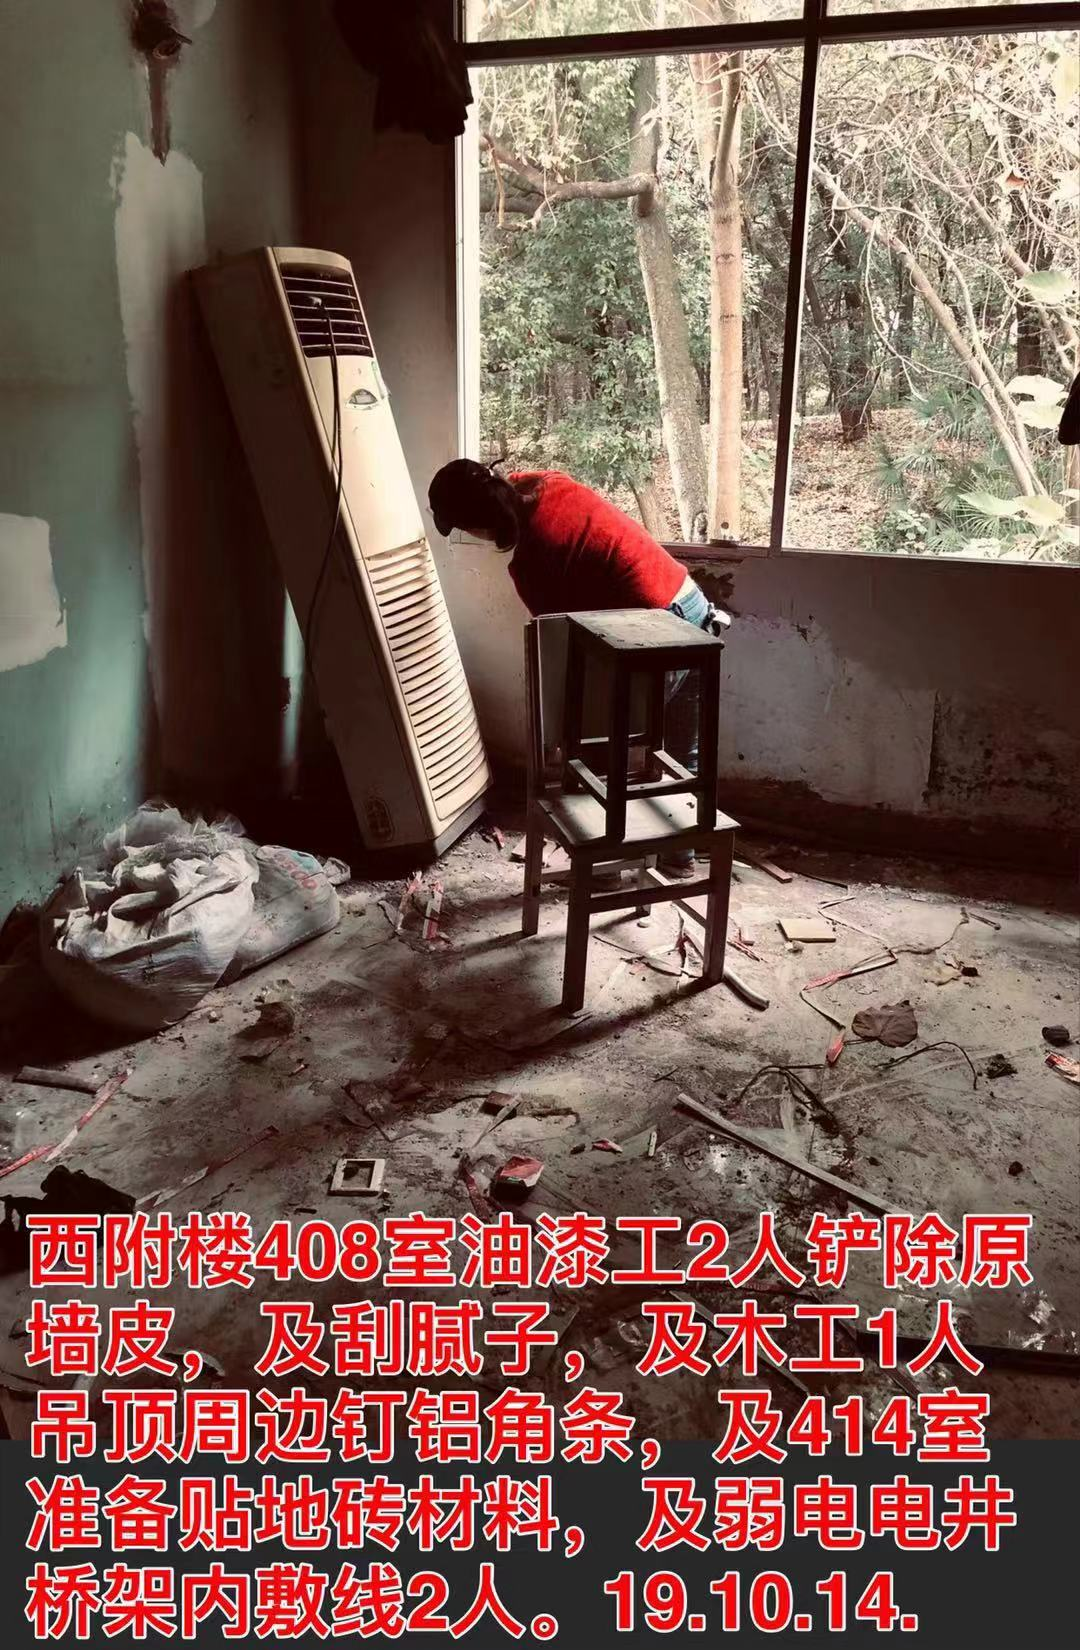 西附楼408室油漆工2人铲除原
墙皮，及刮腻子，及木工1人
吊顶周边钉铝角条，及414室
准备贴地砖材料，及弱电电井
桥架内敷线2人。19.10.14.